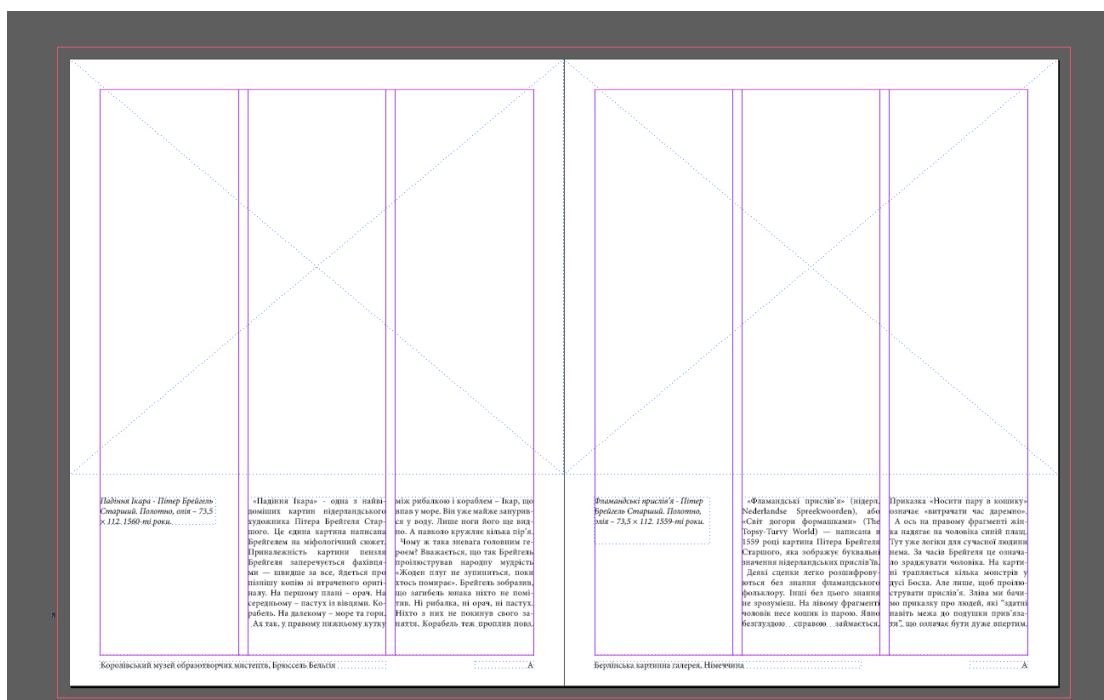 Падіння Ікара - Пітер Брейгель
Старший. Полотно, олія – 73,5
× 112. 1560-ті роки.
«Падіння Ікара» - одна з найві-
доміших картин нідерландського
художника Пітера Брейгеля Стар-
шого. Це єдина картина написана
Брейгелем на міфологічний сюжет.
Приналежність картини пензля
Брейгеля заперечується фахівця-
ми — швидше за все, йдеться про
пізнішу копію зі втраченого оригі-
налу. На першому плані – орач. На
середньому – пастух із вівцями. Ко-
рабель. На далекому – море та гори.
Ах так, у правому нижньому кутку
між рибалкою і кораблем – Ікар, що
впав у море. Він уже майже занурив-
ся у воду. Лише ноги його ще вид-
но. А навколо кружляє кілька пір'я.
Чому ж така зневага головним ге-
роєм? Вважається, що так Брейгель
проілюстрував народну мудрість
«Жоден плуг не зупиниться, поки
хтось помирає». Брейгель зобразив,
що загибель юнака ніхто не помі-
тив. Ні рибалка, ні орач, ні пастух.
Ніхто з них не покинув свого за-
няття. Корабель теж проплив повз.
Королівський музей образотворчих мистецтв, Брюссель Бельгія
A
Фламандські прислів'я - Пітер
Брейгель Старший. Полотно,
олія – 73,5 × 112. 1559-ті роки.
«Фламандські прислів'я» (нідерл.
Nederlandse Spreekwoorden), або
«Світ догори формашками» (The
Topsy-Turvy World) — написана в
1559 році картина Пітера Брейгеля
Старшого, яка зображує буквальні
значення нідерландських прислів'їв.
Деякі сценки легко розшифрову-
ються без знання фламандського
фольклору. Інші без цього знання
не зрозумієш. На лівому фрагменті
чоловік несе кошик із парою. Явно
безглуздою справою займається.
Приказка «Носити пару в кошику»
означає «витрачати час даремно».
А ось на правому фрагменті жін-
ка надягає на чоловіка синій плащ.
Тут уже логіки для сучасної людини
нема. За часів Брейгеля це означа-
ло зраджувати чоловіка. На карти-
ні трапляється кілька монстрів у
дусі Босха. Але лише, щоб проілю-
струвати прислів'я. Зліва ми бачи-
мо приказку про людей, які "здатні
навіть межа до подушки прив'яза-
ти", що означає бути дуже впертим.
Берлінська картинна галерея, Німеччина
A